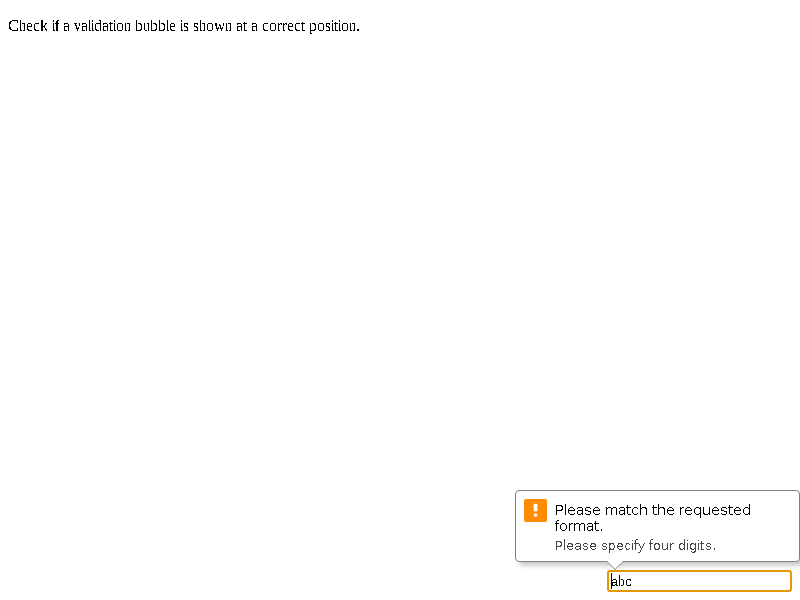 Check if a validation bubble is shown at a correct position.
Please match the requested
format.
Please specify four digits.
abc